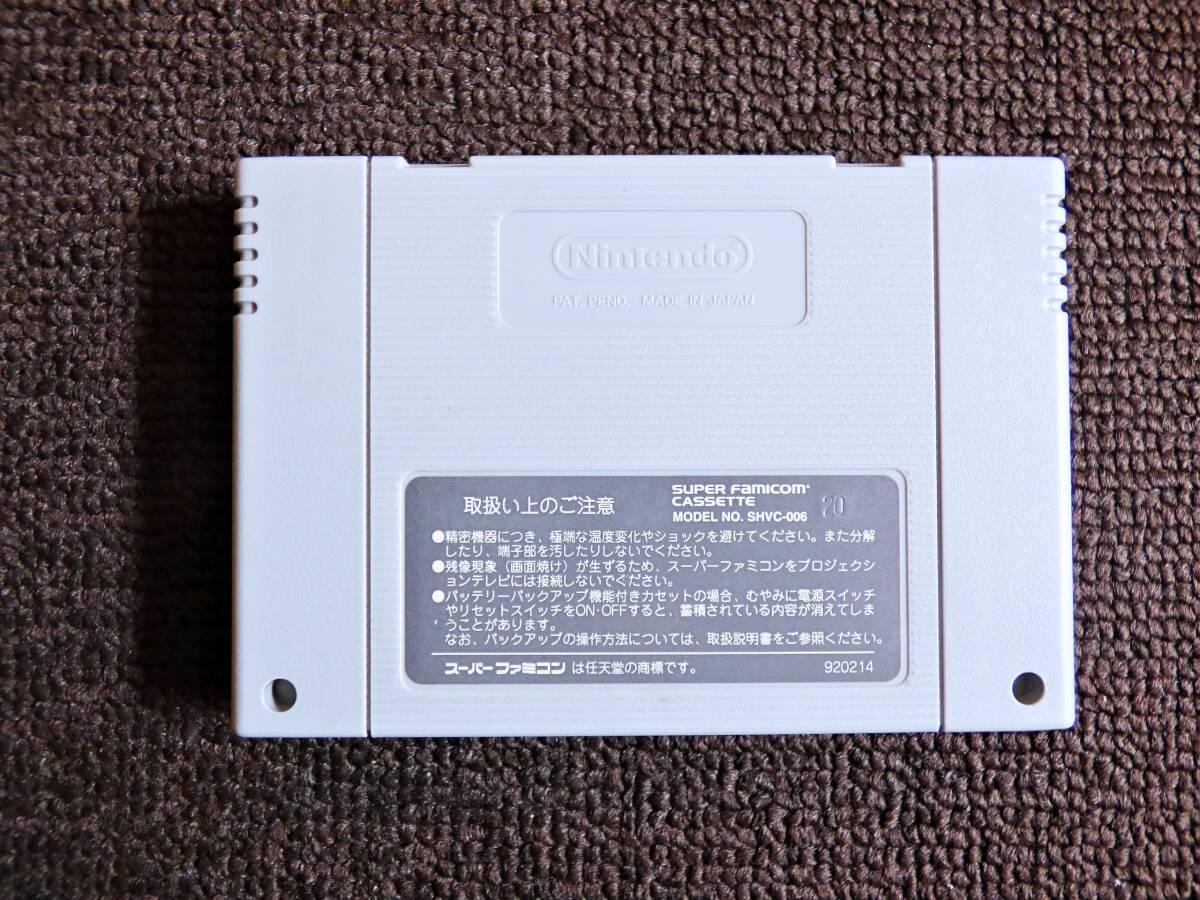 Nintendo
PAT. PEND. MADE IN JAPAN
取扱い上のご注意
SUPER FAMICOM
CASSETTE
MODEL NO. SHVC-006
20
●精密機器につき、極端な温度変化やショックを避けてください。また分解
したり、端子部を汚したりしないでください。
●残像現象（画面焼け）が生ずるため、スーパーファミコンをプロジェクシ
ョンテレビには接続しないでください。
●バッテリーバックアップ機能付きカセットの場合、むやみに電源スイッチ
やリセットスイッチをON・OFFすると、蓄積されている内容が消えてしま
うことがあります。
なお、バックアップの操作方法については、取扱説明書をご参照ください。
スーパーファミコン は任天堂の商標です。
920214